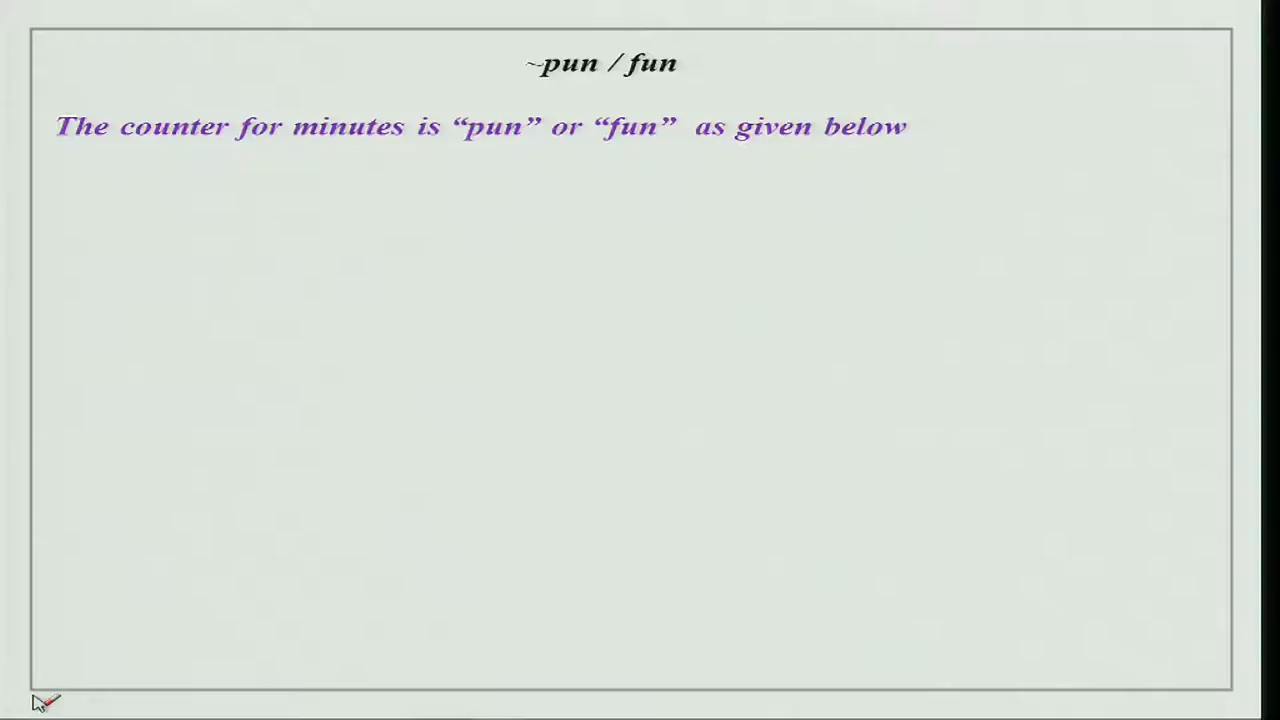 ~pun / fun
The counter for minutes is “pun” or “fun” as given below